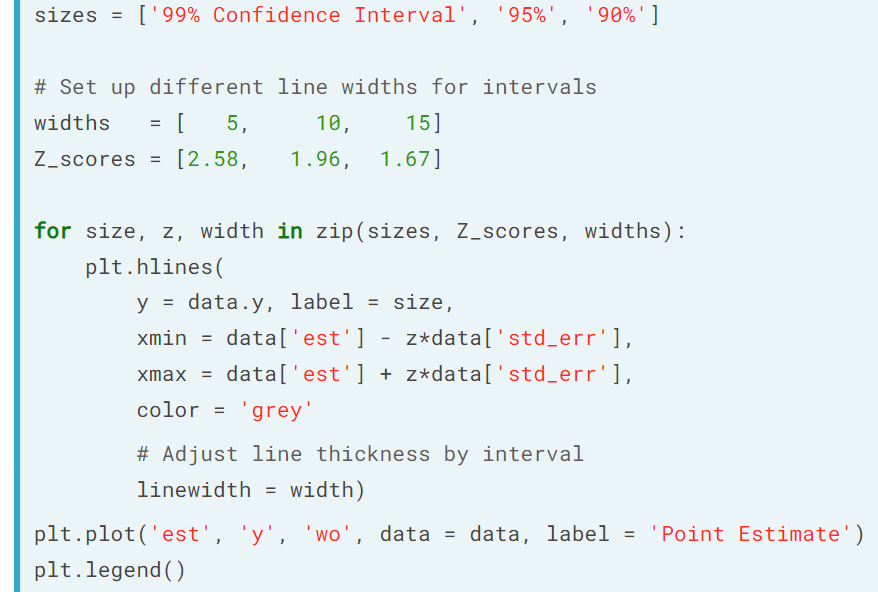 sizes = ['99% Confidence Interval', '95%', '90%']
# Set up different line widths for intervals
widths   = [   5,     10,    15]
Z_scores = [2.58,   1.96,  1.67]
for size, z, width in zip(sizes, Z_scores, widths):
    plt.hlines(
        y = data.y, label = size,
        xmin = data['est'] - z*data['std_err'],
        xmax = data['est'] + z*data['std_err'],
        color = 'grey'
        # Adjust line thickness by interval
        linewidth = width)
plt.plot('est', 'y', 'wo', data = data, label = 'Point Estimate')
plt.legend()